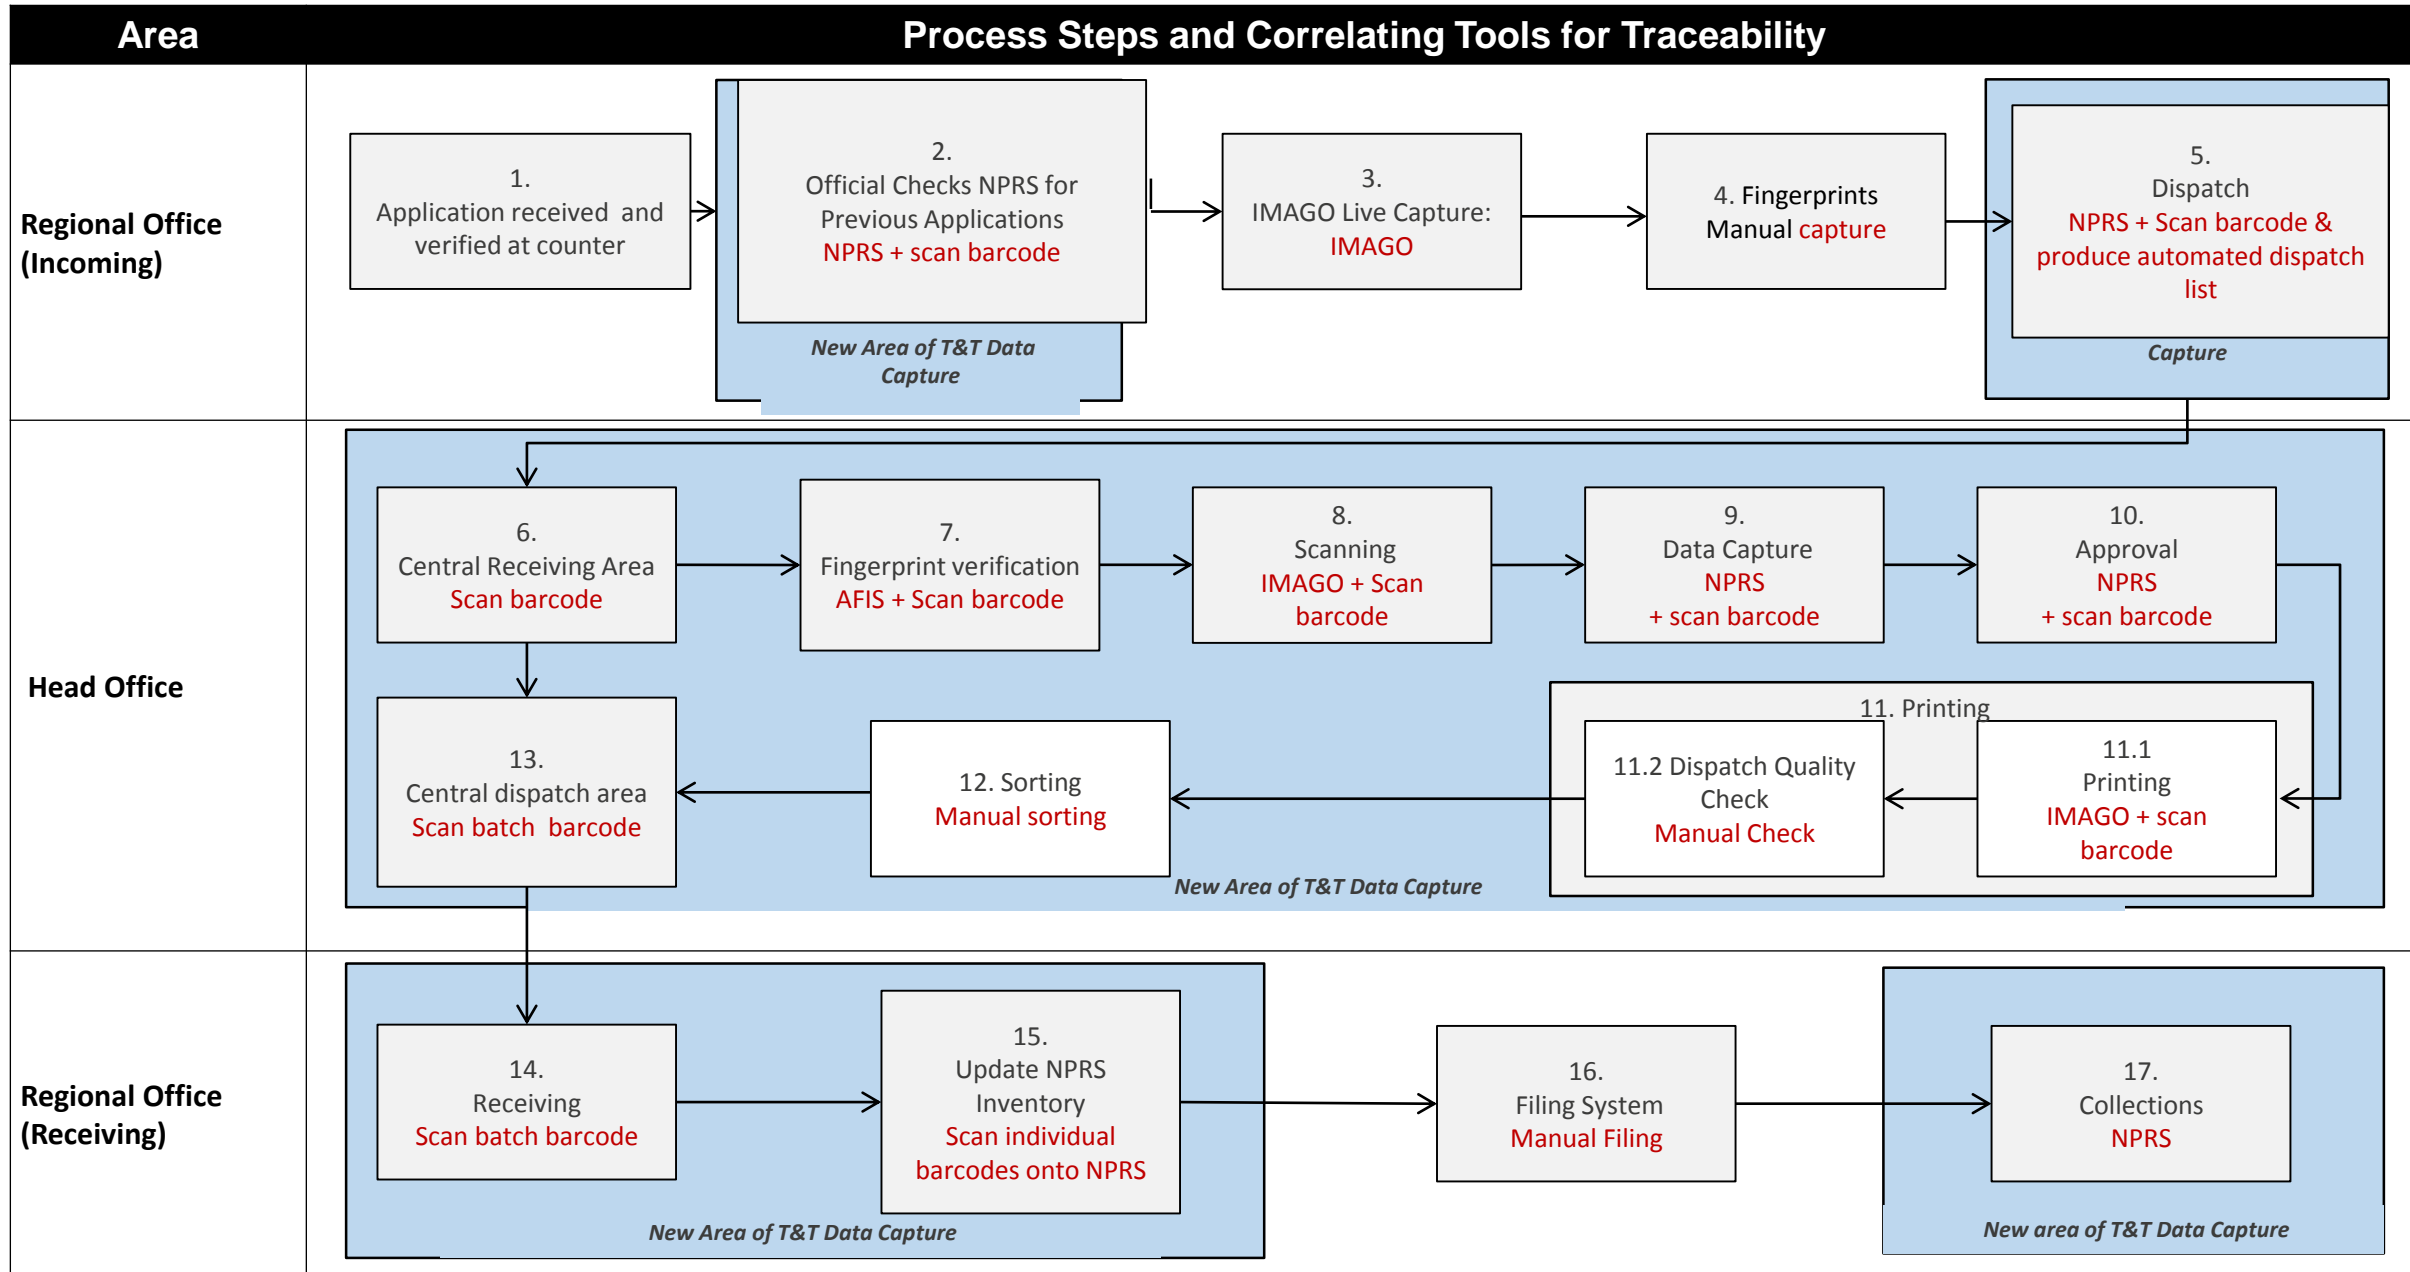 Area
Process Steps and Correlating Tools for Traceability
Regional Office
(Incoming)
1.
Application received and
verified at counter
2.
Official Checks NPRS for
Previous Applications
NPRS + scan barcode
New Area of T&T Data
Capture
3.
IMAGO Live Capture:
IMAGO
4. Fingerprints
Manual capture
5.
Dispatch
NPRS + Scan barcode &
produce automated dispatch
list
Capture
Head Office
6.
Central Receiving Area
Scan barcode
7.
Fingerprint verification
AFIS + Scan barcode
8.
Scanning
IMAGO + Scan
barcode
9.
Data Capture
NPRS
+ scan barcode
10.
Approval
NPRS
+ scan barcode
11. Printing
11.1
Printing
IMAGO + scan
barcode
11.2 Dispatch Quality
Check
Manual Check
12. Sorting
Manual sorting
13.
Central dispatch area
Scan batch barcode
New Area of T&T Data Capture
Regional Office
(Receiving)
14.
Receiving
Scan batch barcode
15.
Update NPRS
Inventory
Scan individual
barcodes onto NPRS
New Area of T&T Data Capture
16.
Filing System
Manual Filing
17.
Collections
NPRS
New area of T&T Data Capture